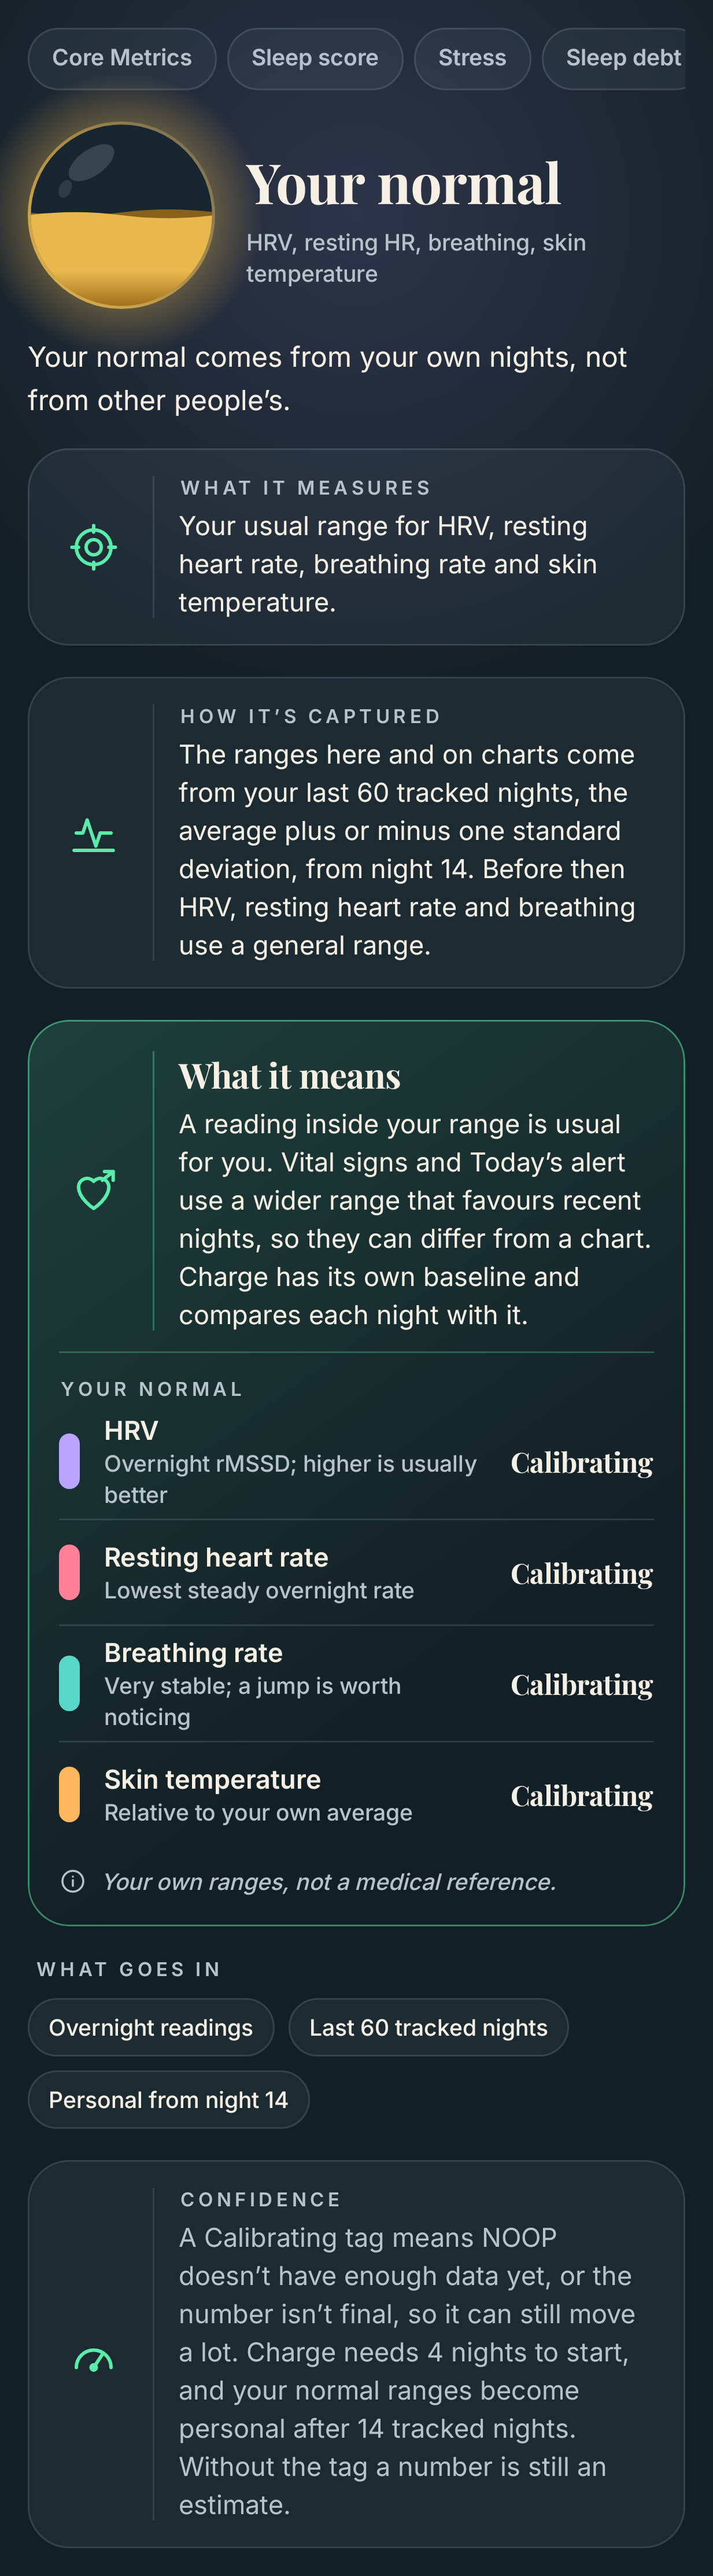 Core Metrics
Sleep score
Stress
Sleep debt
Your normal
HRV, resting HR, breathing, skin
temperature
Your normal comes from your own nights, not
from other people’s.
WHAT IT MEASURES
Your usual range for HRV, resting
heart rate, breathing rate and skin
temperature.
HOW IT’S CAPTURED
The ranges here and on charts come
from your last 60 tracked nights, the
average plus or minus one standard
deviation, from night 14. Before then
HRV, resting heart rate and breathing
use a general range.
What it means
A reading inside your range is usual
for you. Vital signs and Today’s alert
use a wider range that favours recent
nights, so they can differ from a chart.
Charge has its own baseline and
compares each night with it.
YOUR NORMAL
HRV
Overnight rMSSD; higher is usually
better
Calibrating
Resting heart rate
Lowest steady overnight rate
Calibrating
Breathing rate
Very stable; a jump is worth
noticing
Calibrating
Skin temperature
Relative to your own average
Calibrating
Your own ranges, not a medical reference.
WHAT GOES IN
Overnight readings
Last 60 tracked nights
Personal from night 14
CONFIDENCE
A Calibrating tag means NOOP
doesn’t have enough data yet, or the
number isn’t final, so it can still move
a lot. Charge needs 4 nights to start,
and your normal ranges become
personal after 14 tracked nights.
Without the tag a number is still an
estimate.